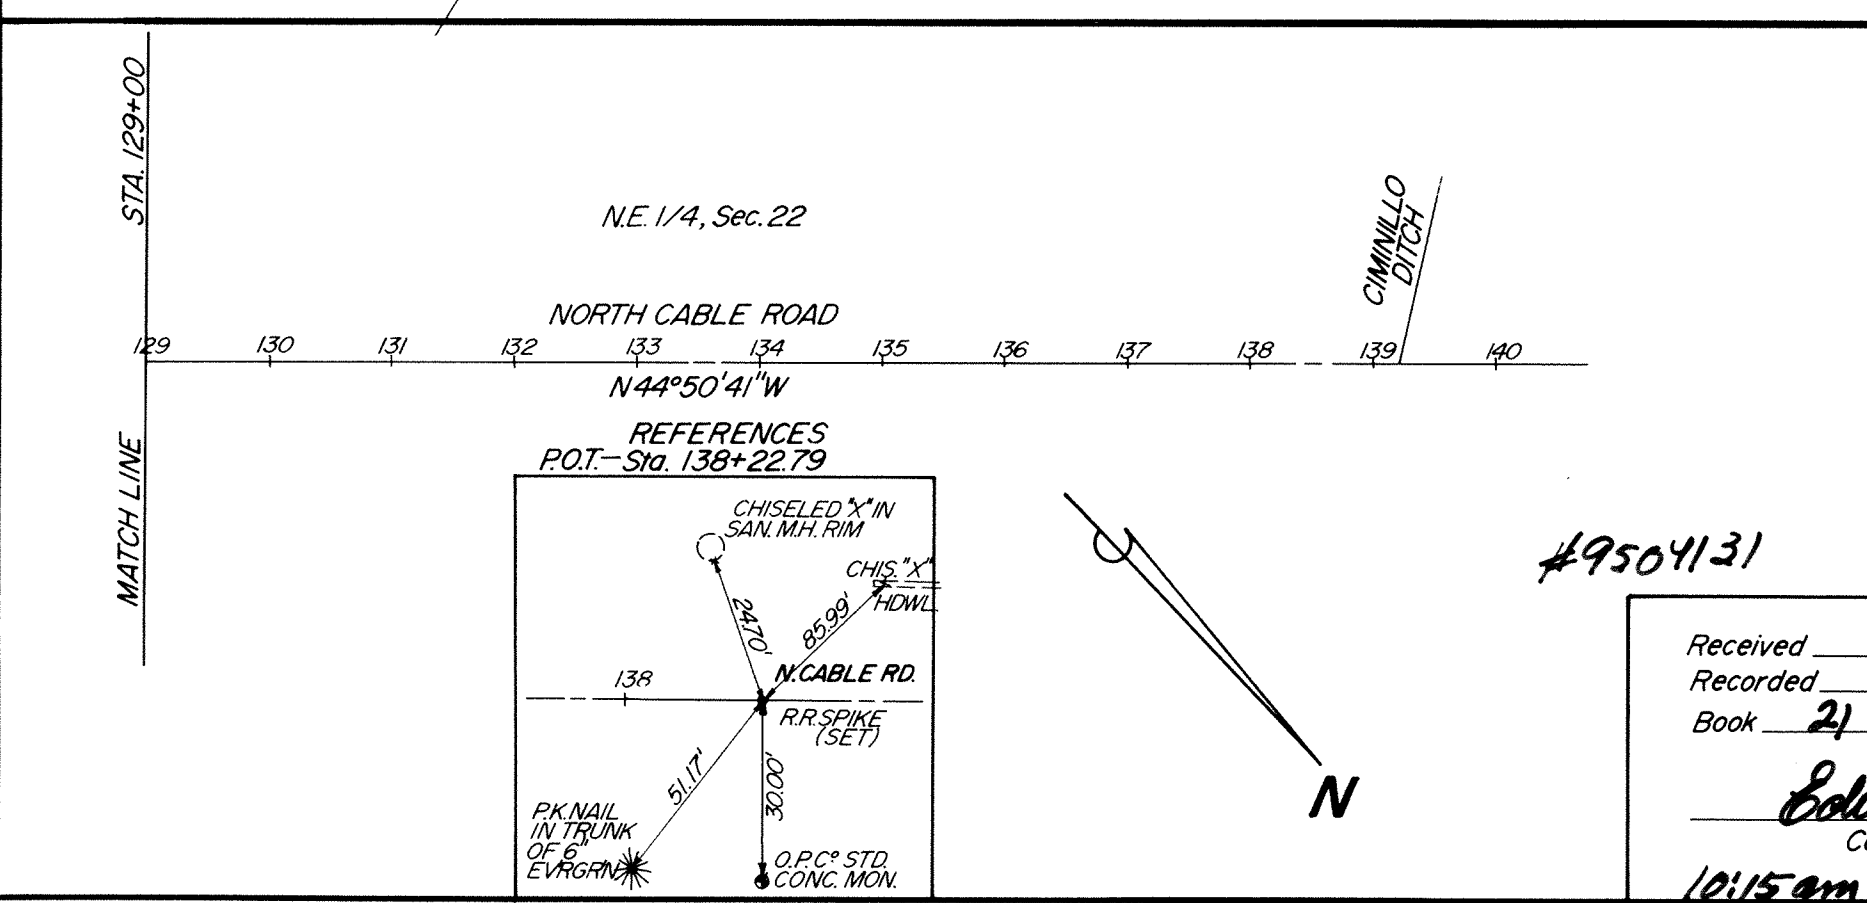 STA. 129+00
N.E. 1/4, Sec. 22
CIMINILLO
DITCH
NORTH CABLE ROAD
129 130 131 132 133 134 135 136 137 138 139 140
N44°50'41"W
MATCH LINE
REFERENCES
P.O.T.—Sta. 138+22.79
CHISELED "X" IN
SAN. M.H. RIM
CHIS. "X"
HDWL.
24.70'
85.99'
N. CABLE RD.
138
R.R. SPIKE
(SET)
51.17'
30.00'
P.K. NAIL
IN TRUNK
OF 6"
EVRGRN
O.P.Cº STD.
CONC. MON.
N
#9504131
Received
Recorded
Book 21
10:15 am